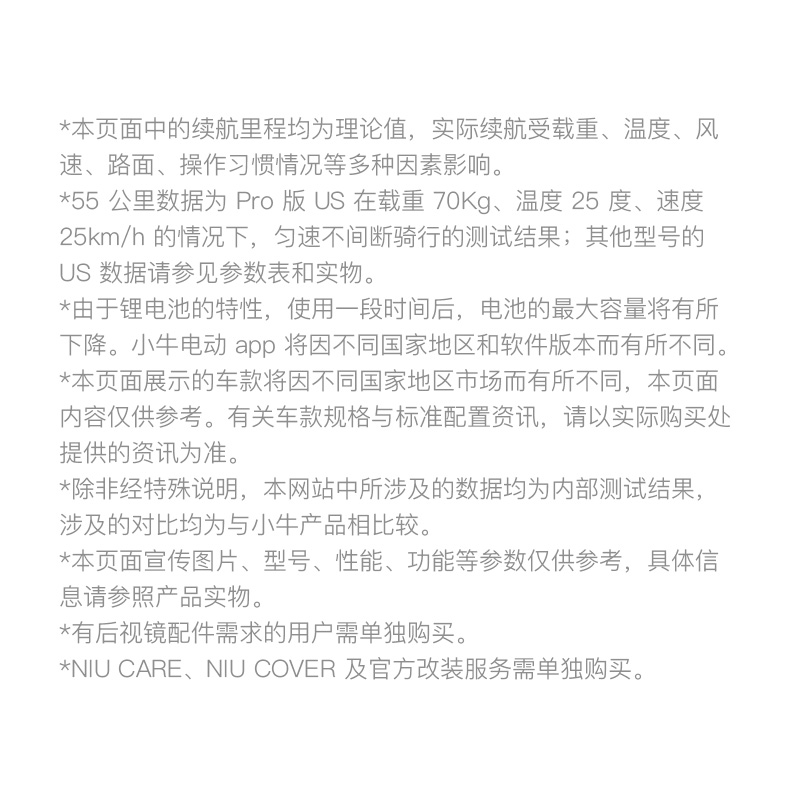 *本页面中的续航里程均为理论值，实际续航受载重、温度、风
速、路面、操作习惯情况等多种因素影响。
*55 公里数据为 Pro 版 US 在载重 70Kg、温度 25 度、速度
25km/h 的情况下，匀速不间断骑行的测试结果；其他型号的
US 数据请参见参数表和实物。
*由于锂电池的特性，使用一段时间后，电池的最大容量将有所
下降。小牛电动 app 将因不同国家地区和软件版本而有所不同。
*本页面展示的车款将因不同国家地区市场而有所不同，本页面
内容仅供参考。有关车款规格与标准配置资讯，请以实际购买处
提供的资讯为准。
*除非经特殊说明，本网站中所涉及的数据均为内部测试结果，
涉及的对比均为与小牛产品相比较。
*本页面宣传图片、型号、性能、功能等参数仅供参考，具体信
息请参照产品实物。
*有后视镜配件需求的用户需单独购买。
*NIU CARE、NIU COVER 及官方改装服务需单独购买。